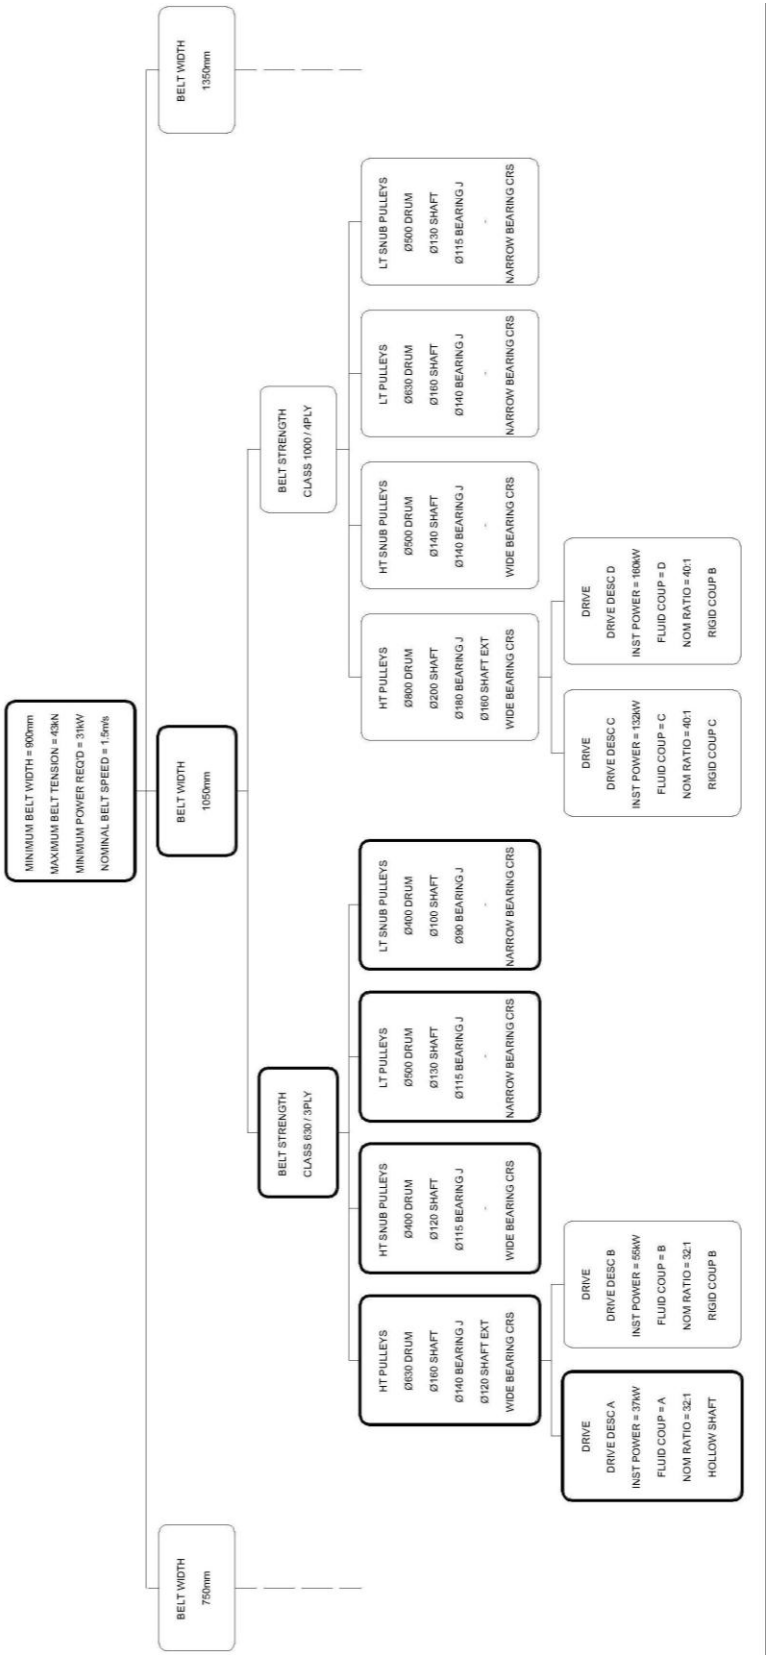 MINIMUM BELT WIDTH = 900mm
MAXIMUM BELT TENSION = 43kN
MINIMUM POWER REQ'D = 31kW
NOMINAL BELT SPEED = 1.5m/s
BELT WIDTH
750mm
BELT WIDTH
1050mm
BELT WIDTH
1350mm
BELT STRENGTH
CLASS 630 / 3PLY
BELT STRENGTH
CLASS 1000 / 4PLY
HT PULLEYS
Ø630 DRUM
Ø160 SHAFT
Ø140 BEARING J
Ø120 SHAFT EXT
WIDE BEARING CRS
HT SNUB PULLEYS
Ø400 DRUM
Ø120 SHAFT
Ø115 BEARING J
-
WIDE BEARING CRS
LT PULLEYS
Ø500 DRUM
Ø130 SHAFT
Ø115 BEARING J
-
NARROW BEARING CRS
LT SNUB PULLEYS
Ø400 DRUM
Ø100 SHAFT
Ø90 BEARING J
-
NARROW BEARING CRS
HT PULLEYS
Ø800 DRUM
Ø200 SHAFT
Ø180 BEARING J
Ø160 SHAFT EXT
WIDE BEARING CRS
HT SNUB PULLEYS
Ø500 DRUM
Ø140 SHAFT
Ø140 BEARING J
-
WIDE BEARING CRS
LT PULLEYS
Ø630 DRUM
Ø160 SHAFT
Ø140 BEARING J
-
NARROW BEARING CRS
LT SNUB PULLEYS
Ø500 DRUM
Ø130 SHAFT
Ø115 BEARING J
-
NARROW BEARING CRS
DRIVE
DRIVE DESC A
INST POWER = 37kW
FLUID COUP = A
NOM RATIO = 32:1
HOLLOW SHAFT
DRIVE
DRIVE DESC B
INST POWER = 55kW
FLUID COUP = B
NOM RATIO = 32:1
RIGID COUP B
DRIVE
DRIVE DESC C
INST POWER = 132kW
FLUID COUP = C
NOM RATIO = 40:1
RIGID COUP C
DRIVE
DRIVE DESC D
INST POWER = 160kW
FLUID COUP = D
NOM RATIO = 40:1
RIGID COUP B